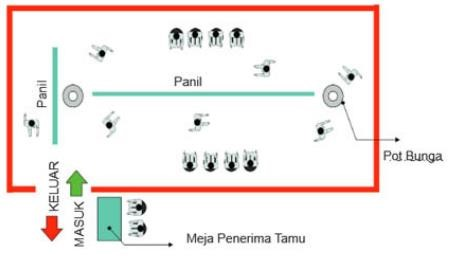 Panil
Panil
Pot Bunga
KELUAR
MASUK
Meja Penerima Tamu